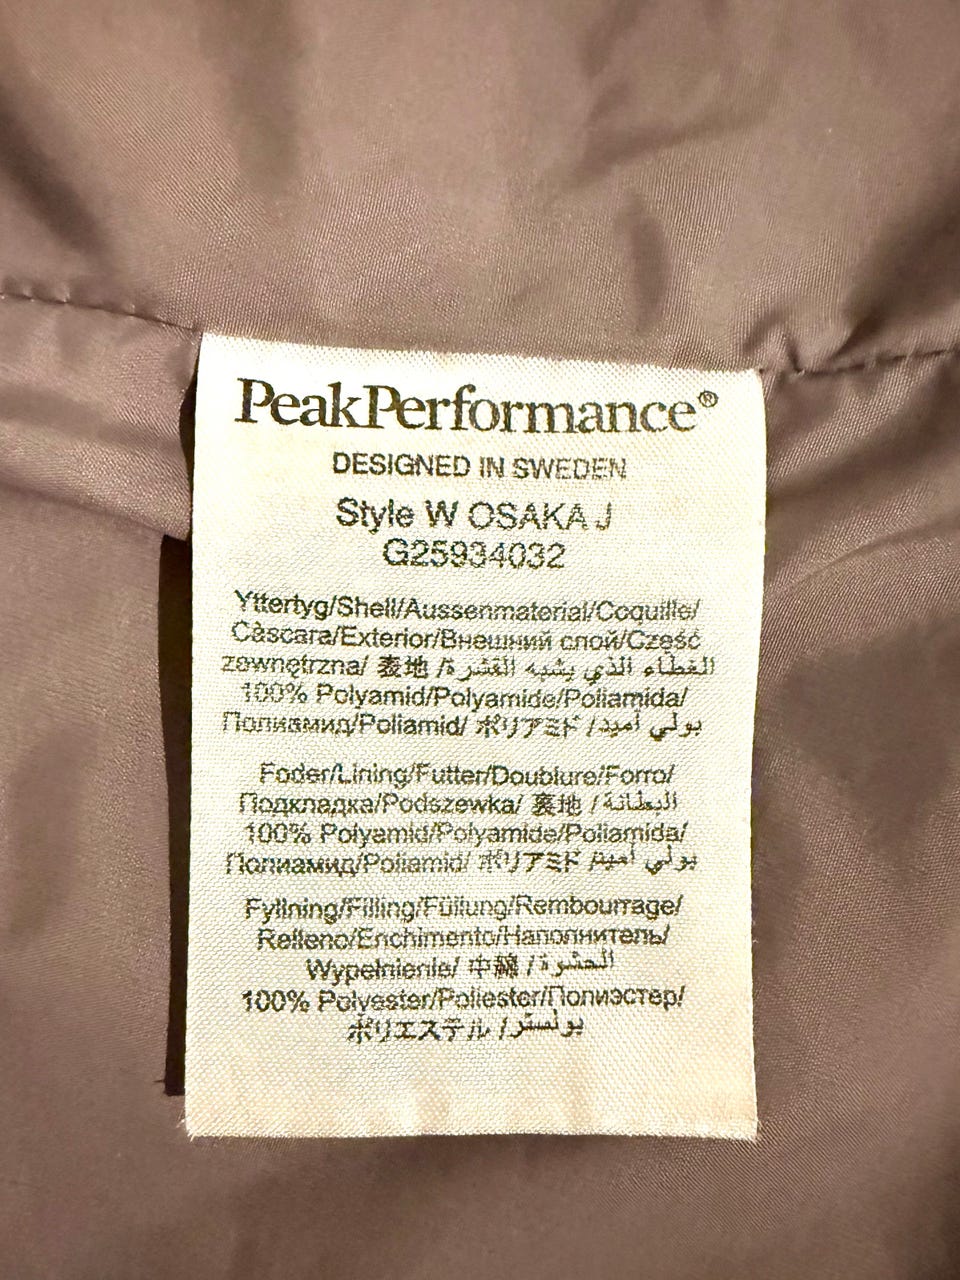 PeakPerformance®
DESIGNED IN SWEDEN
Style W OSAKA J
G25934032
Yttertyg/Shell/Aussenmaterial/Coquille/
Càscara/Exterior/Внешний слой/Część
zewnętrzna/ 表地 /الغطاء الذي يشبه القشرة
100% Polyamid/Polyamide/Poliamida/
Полиамид/Poliamid/ ポリアミド /بولي أميد
Foder/Lining/Futter/Doublure/Forro/
Подкладка/Podszewka/ 裏地 /البطانة
100% Polyamid/Polyamide/Poliamida/
Полиамид/Poliamid/ ポリアミド /بولي أميد
Fyllning/Filling/Füllung/Rembourrage/
Relleno/Enchimento/Наполнитель/
Wypełnienie/ 中綿 /الحشوة
100% Polyester/Poliester/Полиэстер/
ポリエステル /بولستر